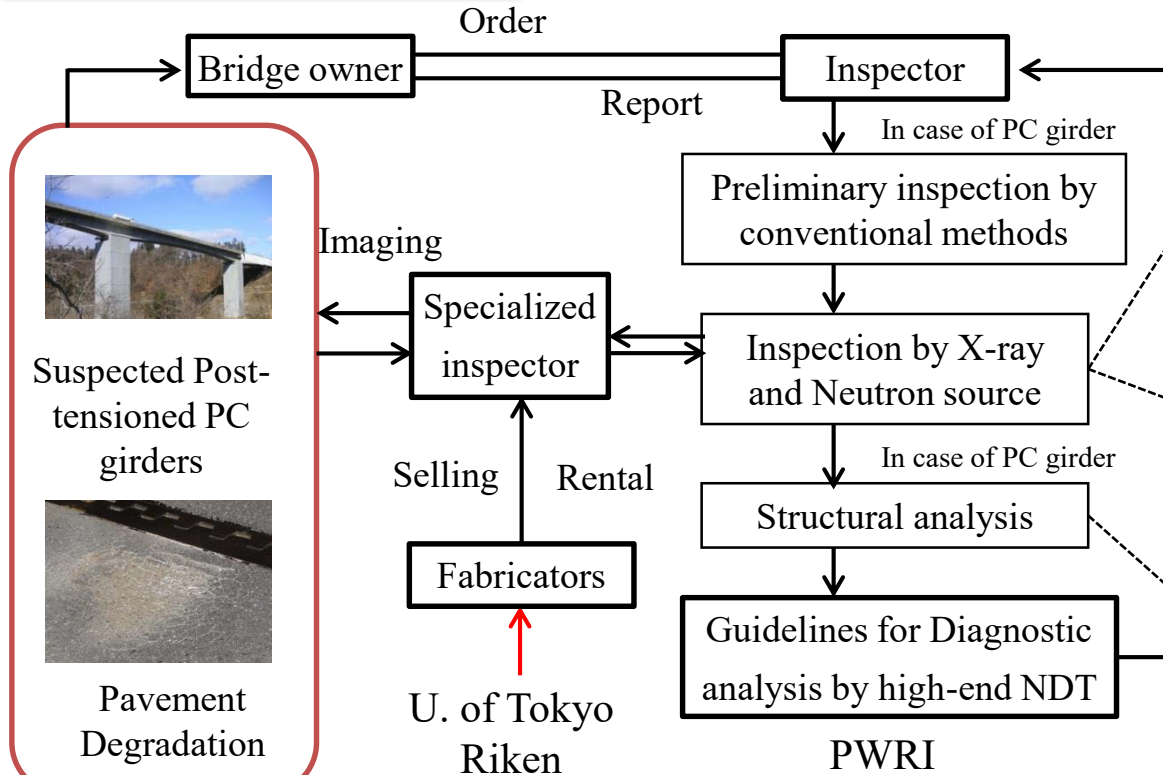 Order
Bridge owner
Inspector
Report
In case of PC girder
Preliminary inspection by
conventional methods
Imaging
Specialized
inspector
Inspection by X-ray
and Neutron source
Suspected Post-
tensioned PC
girders
In case of PC girder
Selling
Rental
Structural analysis
Fabricators
Guidelines for Diagnostic
analysis by high-end NDT
Pavement
Degradation
U. of Tokyo
Riken
PWRI